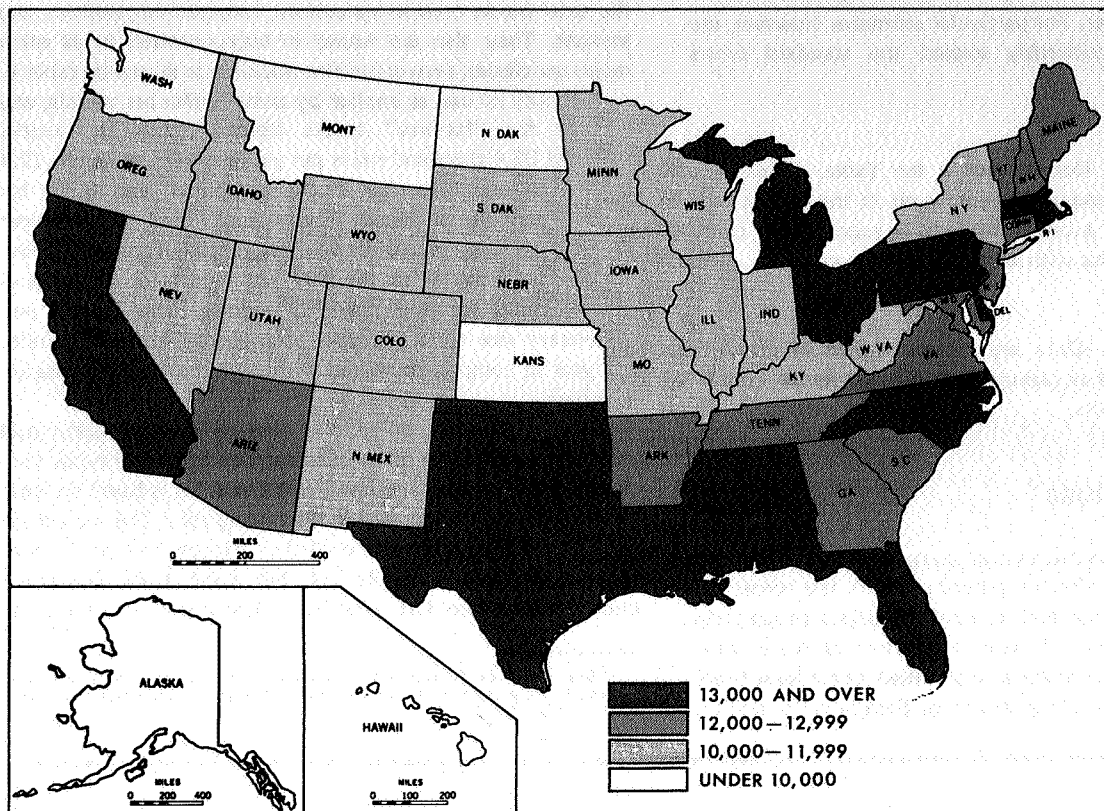 WASH
MONT
N DAK
MINN
OREG
IDAHO
WYO
S DAK
WIS
MAINE
VT
N H
N Y
CONN
R I
NEV
UTAH
COLO
NEBR
IOWA
ILL
IND
DEL
KANS
MO
KY
W VA
VA
ARIZ
N MEX
ARK
TENN
S C
GA
MILES
0 200 400
ALASKA
MILES
0 200 400
HAWAII
MILES
0 100 200
13,000 AND OVER
12,000—12,999
10,000—11,999
UNDER 10,000